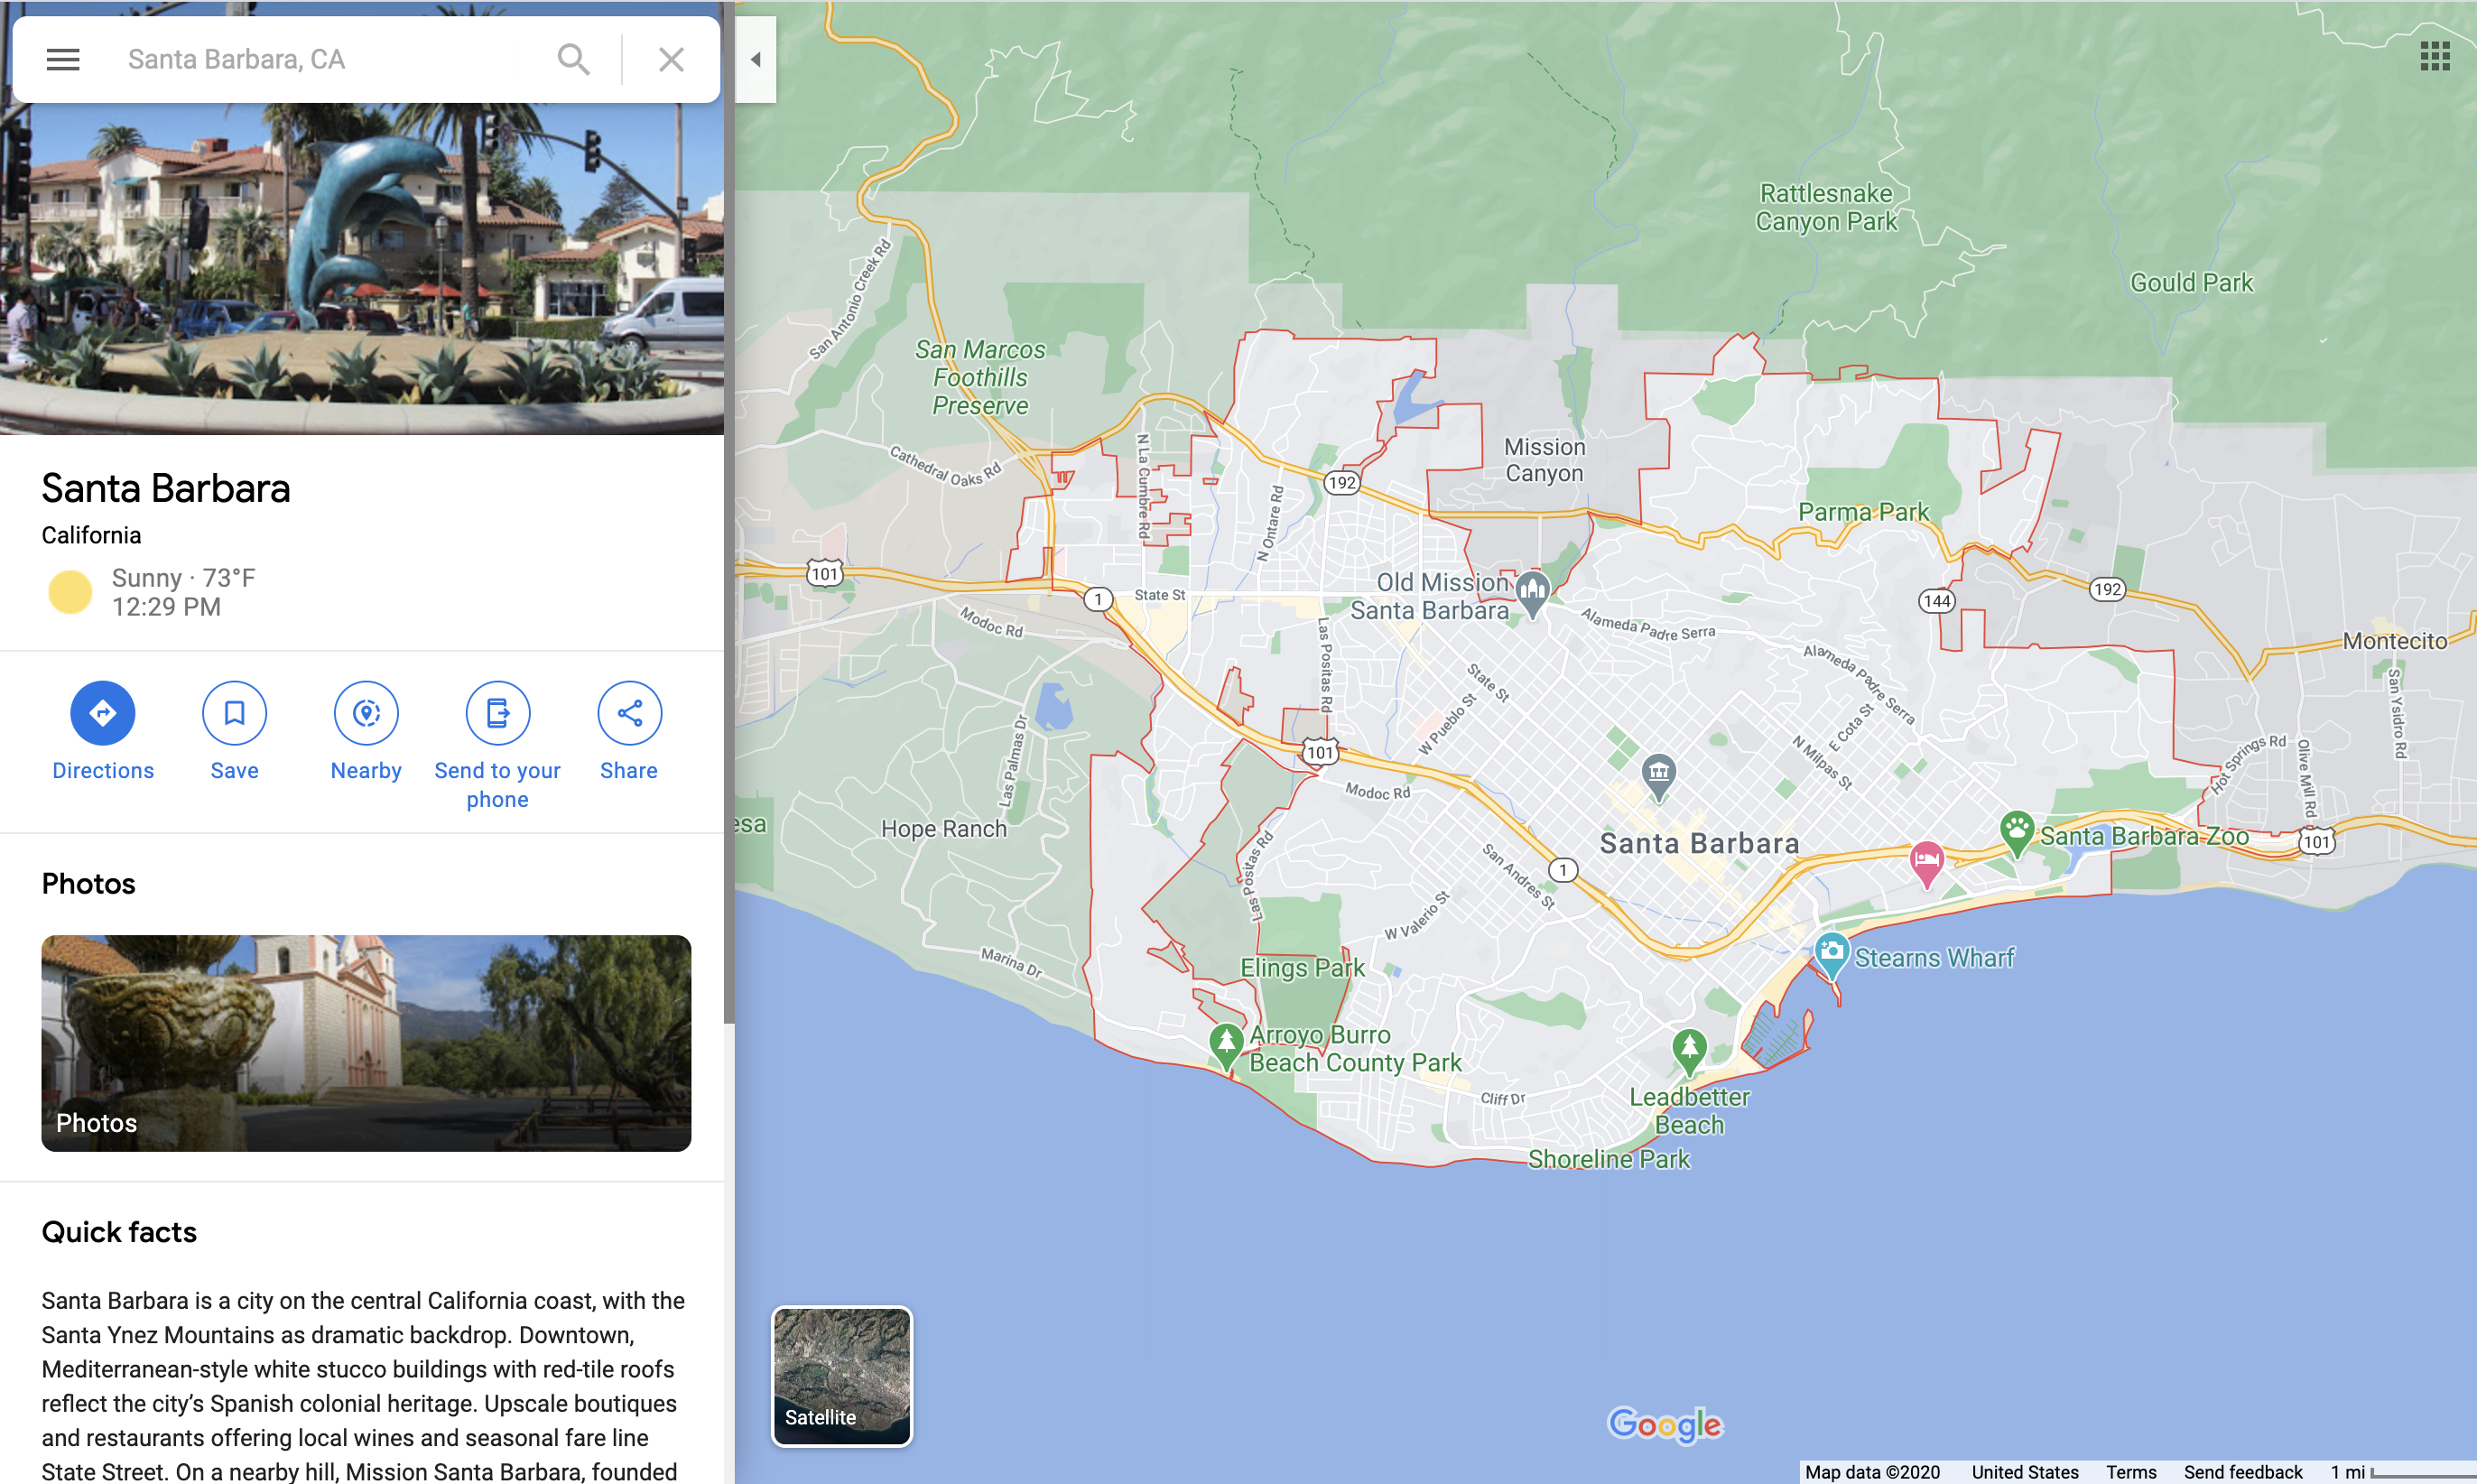 Santa Barbara, CA
Santa Barbara
California
Sunny · 73°F
12:29 PM
Directions
Save
Nearby
Send to your
phone
Share
Photos
Photos
Quick facts
Santa Barbara is a city on the central California coast, with the
Santa Ynez Mountains as dramatic backdrop. Downtown,
Mediterranean-style white stucco buildings with red-tile roofs
reflect the city’s Spanish colonial heritage. Upscale boutiques
and restaurants offering local wines and seasonal fare line
State Street. On a nearby hill, Mission Santa Barbara, founded
Rattlesnake
Canyon Park
Gould Park
San Antonio Creek Rd
San Marcos
Foothills
Preserve
Cathedral Oaks Rd
N La Cumbre Rd
N Ontare Rd
192
Mission
Canyon
Parma Park
101
1
State St
Modoc Rd
Old Mission
Santa Barbara
Las Positas Rd
Alameda Padre Serra
144
192
Montecito
State St
W Pueblo St
Alameda Padre Serra
E Cota St
N Milpas St
San Ysidro Rd
Hot Springs Rd
Olive Mill Rd
Las Palmas Dr
101
Modoc Rd
esa
Hope Ranch
Las Positas Rd
San Andres St
1
Santa Barbara
Santa Barbara Zoo
101
W Valerio St
Marina Dr
Elings Park
Stearns Wharf
Arroyo Burro
Beach County Park
Cliff Dr
Leadbetter
Beach
Shoreline Park
Satellite
Google
Map data ©2020 United States Terms Send feedback 1 mi